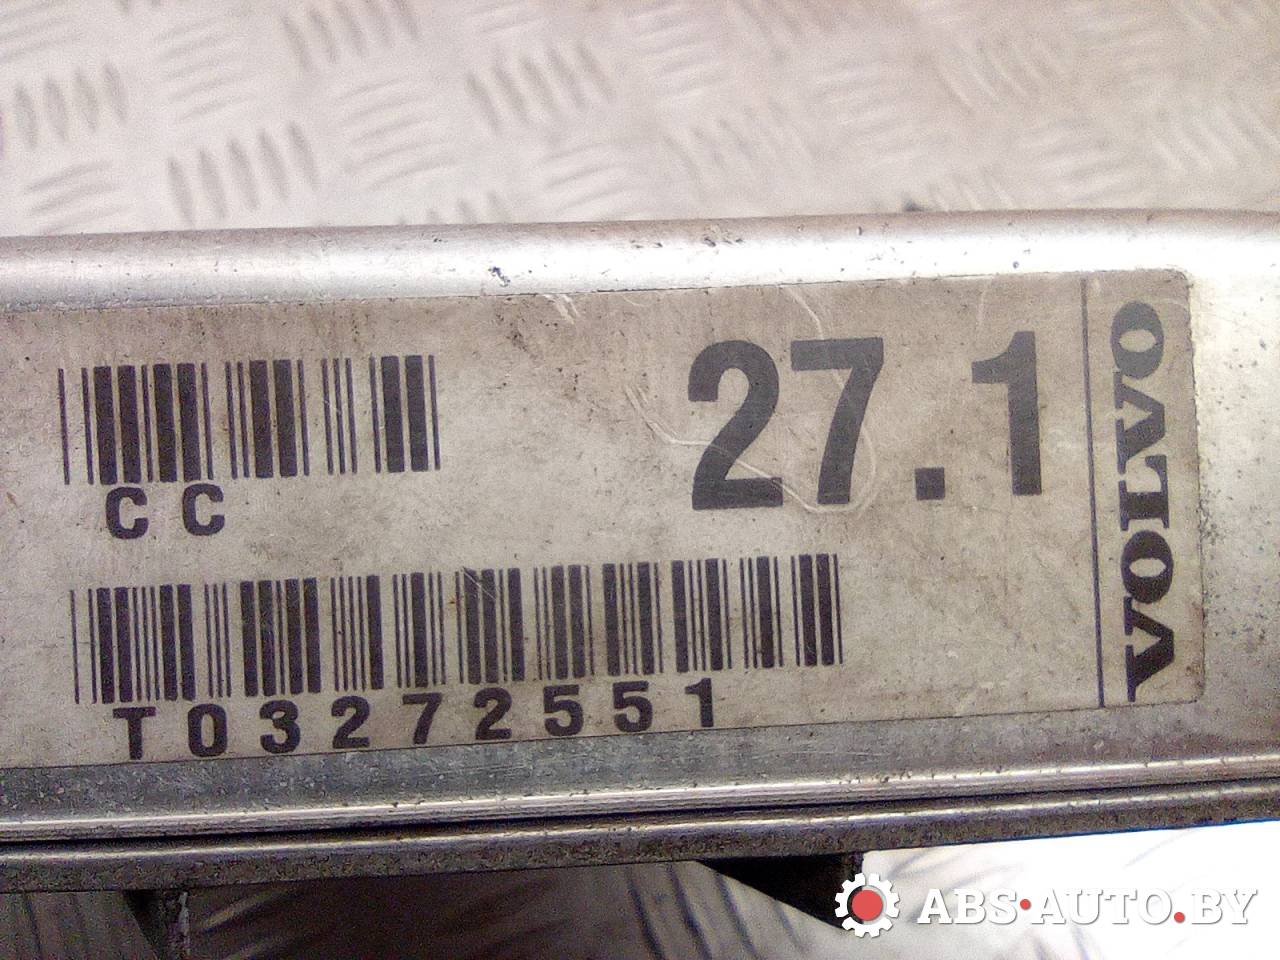 27.1
CC
T03272551
VOLVO
ABS·AUTO.BY